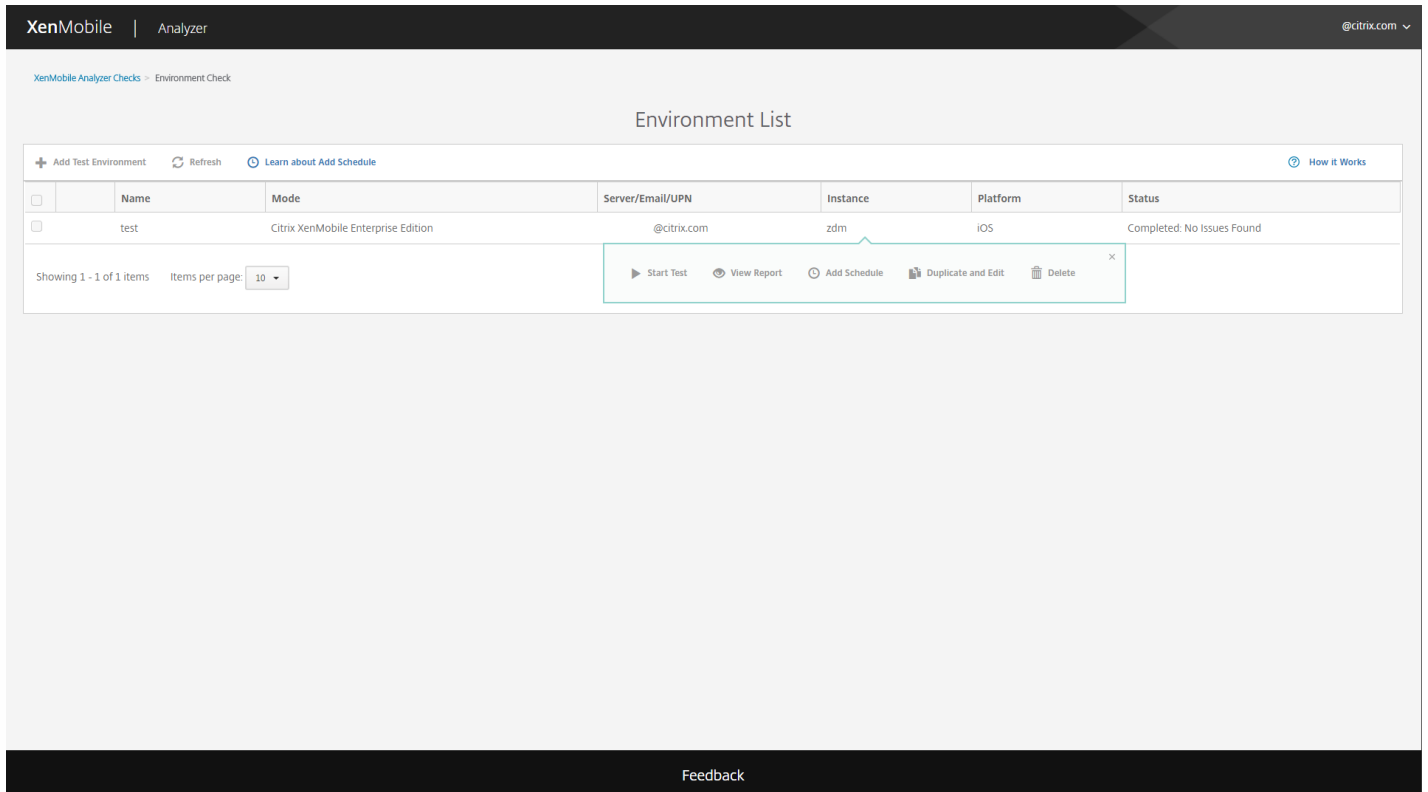 XenMobile | Analyzer @citrix.com
XenMobile Analyzer Checks > Environment Check
Environment List
Add Test Environment Refresh Learn about Add Schedule How it Works
Name Mode Server/Email/UPN Instance Platform Status
test Citrix XenMobile Enterprise Edition @citrix.com zdm iOS Completed: No Issues Found
Showing 1 - 1 of 1 items Items per page: 10 Start Test View Report Add Schedule Duplicate and Edit Delete ×
Feedback